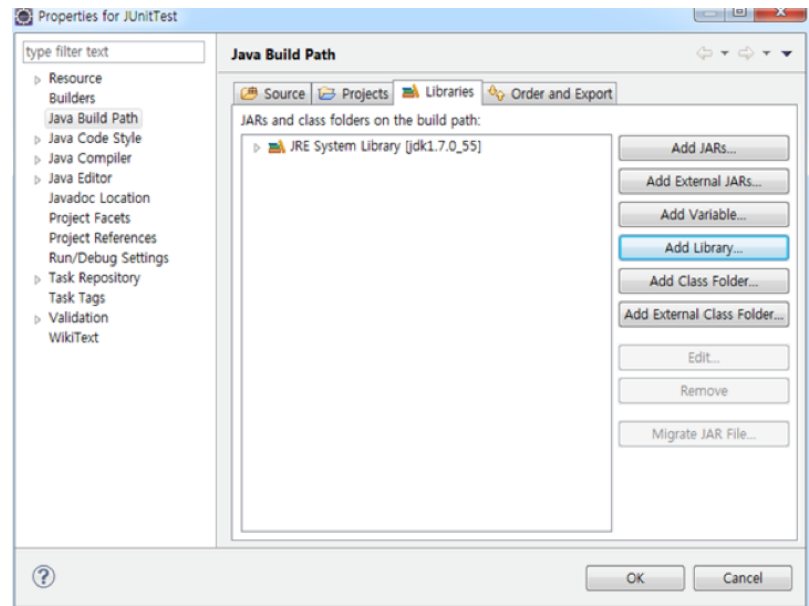 Properties for JUnitTest
type filter text
Resource
Builders
Java Build Path
Java Code Style
Java Compiler
Java Editor
Javadoc Location
Project Facets
Project References
Run/Debug Settings
Task Repository
Task Tags
Validation
WikiText
Java Build Path
Source
Projects
Libraries
Order and Export
JARs and class folders on the build path:
JRE System Library [jdk1.7.0_55]
Add JARs...
Add External JARs...
Add Variable...
Add Library...
Add Class Folder...
Add External Class Folder...
Edit...
Remove
Migrate JAR File...
OK
Cancel